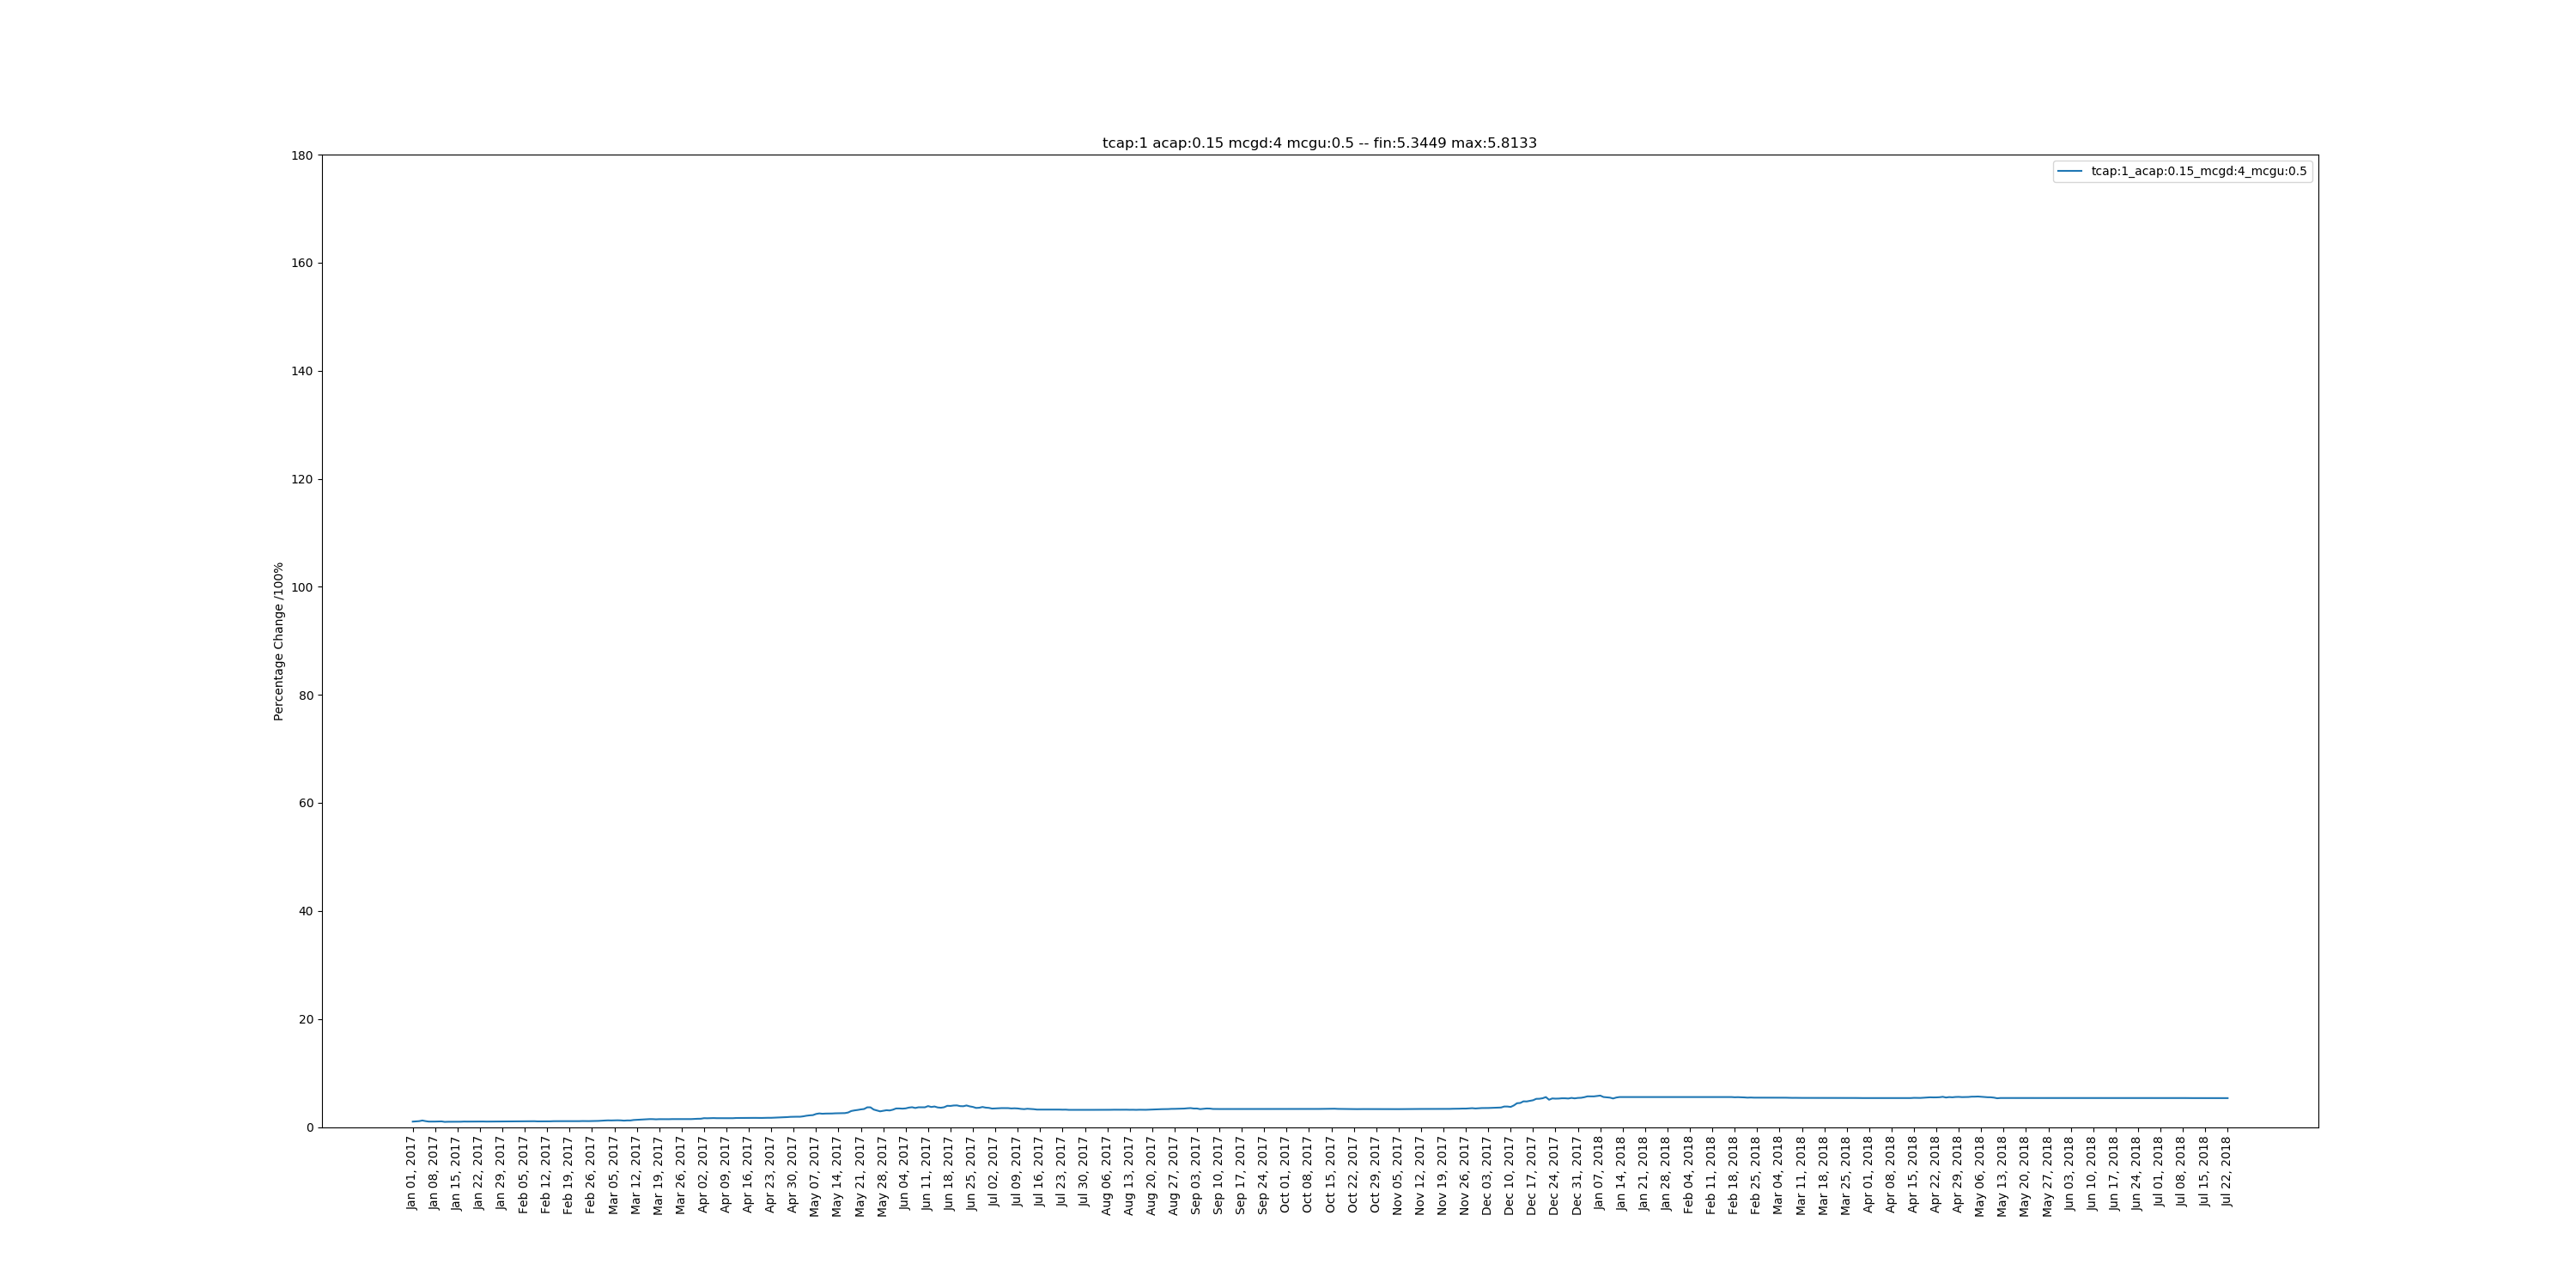 tcap:1 acap:0.15 mcgd:4 mcgu:0.5 -- fin:5.3449 max:5.8133
tcap:1_acap:0.15_mcgd:4_mcgu:0.5
Percentage Change /100%
180
160
140
120
100
80
60
40
20
0
Jan 01, 2017
Jan 08, 2017
Jan 15, 2017
Jan 22, 2017
Jan 29, 2017
Feb 05, 2017
Feb 12, 2017
Feb 19, 2017
Feb 26, 2017
Mar 05, 2017
Mar 12, 2017
Mar 19, 2017
Mar 26, 2017
Apr 02, 2017
Apr 09, 2017
Apr 16, 2017
Apr 23, 2017
Apr 30, 2017
May 07, 2017
May 14, 2017
May 21, 2017
May 28, 2017
Jun 04, 2017
Jun 11, 2017
Jun 18, 2017
Jun 25, 2017
Jul 02, 2017
Jul 09, 2017
Jul 16, 2017
Jul 23, 2017
Jul 30, 2017
Aug 06, 2017
Aug 13, 2017
Aug 20, 2017
Aug 27, 2017
Sep 03, 2017
Sep 10, 2017
Sep 17, 2017
Sep 24, 2017
Oct 01, 2017
Oct 08, 2017
Oct 15, 2017
Oct 22, 2017
Oct 29, 2017
Nov 05, 2017
Nov 12, 2017
Nov 19, 2017
Nov 26, 2017
Dec 03, 2017
Dec 10, 2017
Dec 17, 2017
Dec 24, 2017
Dec 31, 2017
Jan 07, 2018
Jan 14, 2018
Jan 21, 2018
Jan 28, 2018
Feb 04, 2018
Feb 11, 2018
Feb 18, 2018
Feb 25, 2018
Mar 04, 2018
Mar 11, 2018
Mar 18, 2018
Mar 25, 2018
Apr 01, 2018
Apr 08, 2018
Apr 15, 2018
Apr 22, 2018
Apr 29, 2018
May 06, 2018
May 13, 2018
May 20, 2018
May 27, 2018
Jun 03, 2018
Jun 10, 2018
Jun 17, 2018
Jun 24, 2018
Jul 01, 2018
Jul 08, 2018
Jul 15, 2018
Jul 22, 2018